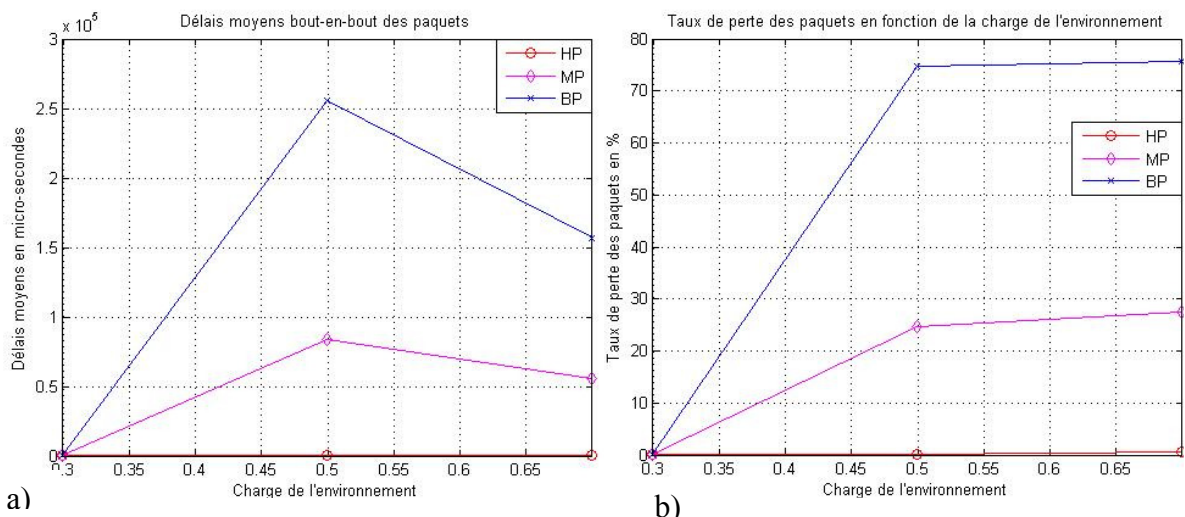 Délais moyens bout-en-bout des paquets
x 10^5
3
2.5
2
1.5
1
0.5
0
Délais moyens en micro-secondes
HP
MP
BP
0.3 0.35 0.4 0.45 0.5 0.55 0.6 0.65
Charge de l'environnement
a)
Taux de perte des paquets en fonction de la charge de l'environnement
80
70
60
50
40
30
20
10
0
Taux de perte des paquets en %
HP
MP
BP
0.3 0.35 0.4 0.45 0.5 0.55 0.6 0.65
Charge de l'environnement
b)